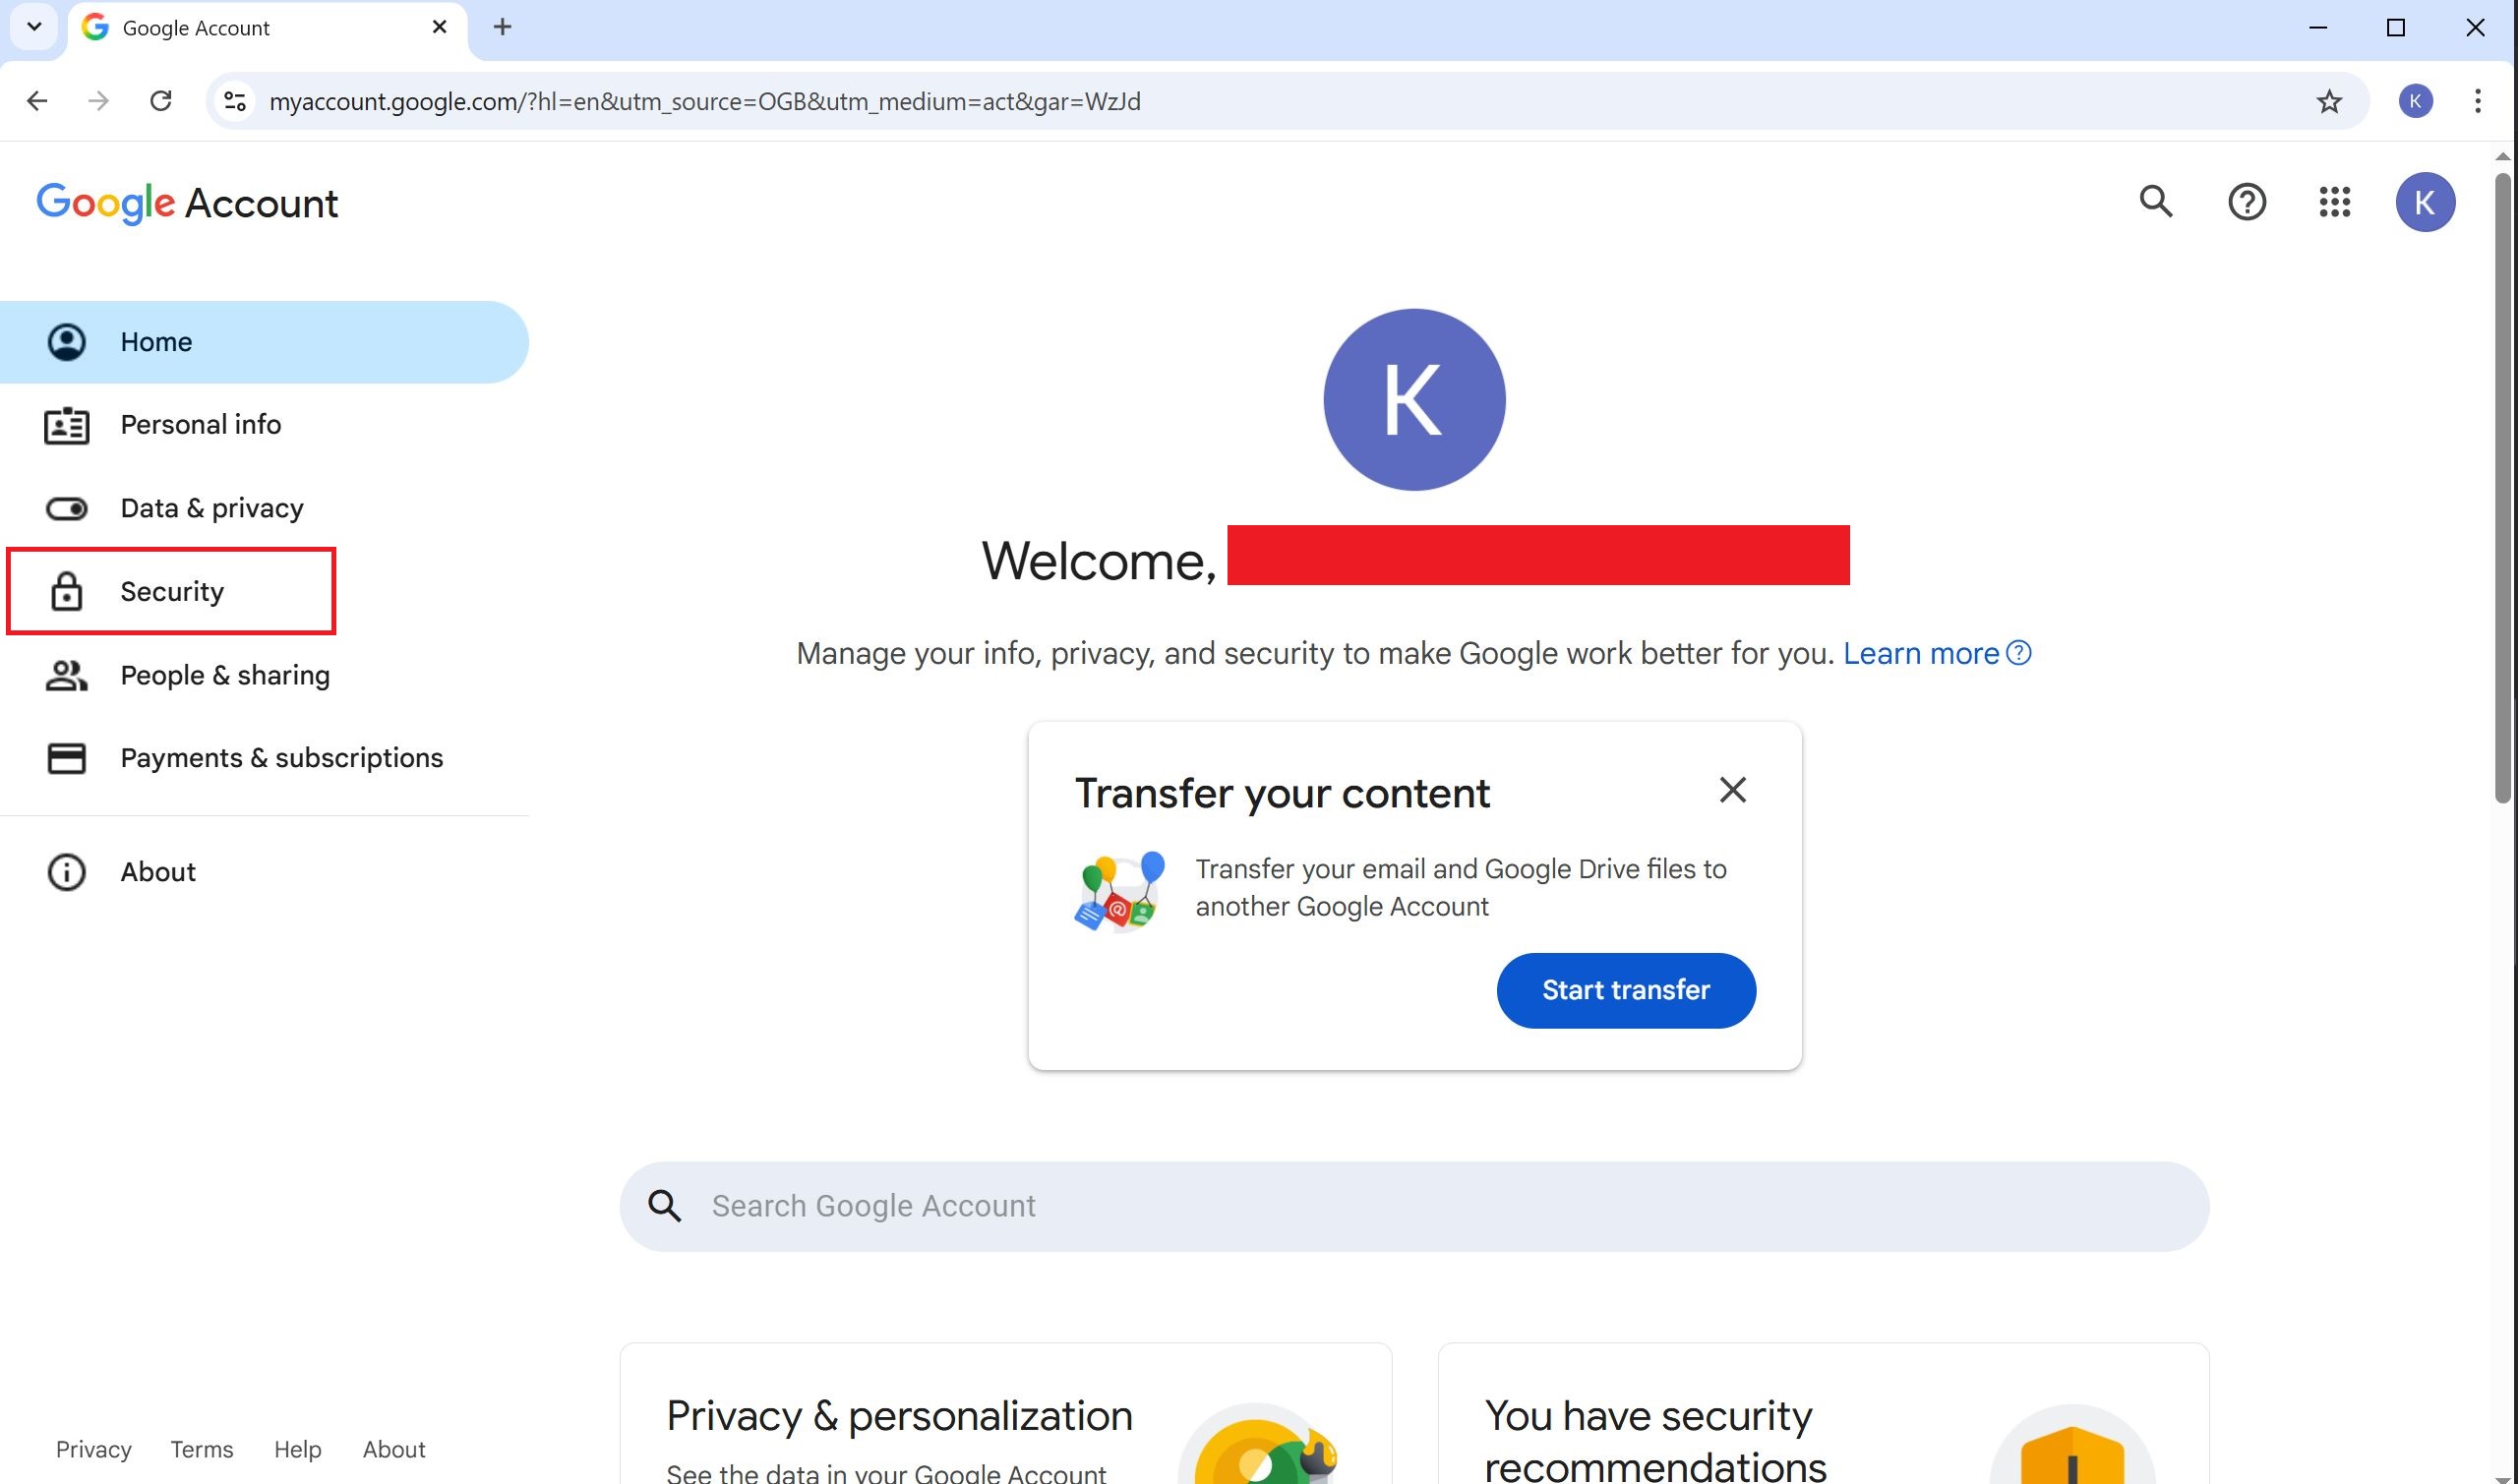 Google Account
myaccount.google.com/?hl=en&utm_source=OGB&utm_medium=act&gar=WzJd
K
Google Account
K
Home
Personal info
Data & privacy
Security
People & sharing
Payments & subscriptions
About
K
Welcome,
Manage your info, privacy, and security to make Google work better for you. Learn more
Transfer your content
Transfer your email and Google Drive files to
another Google Account
Start transfer
Search Google Account
Privacy & personalization
See the data in your Google Account
You have security
recommendations
Privacy Terms Help About